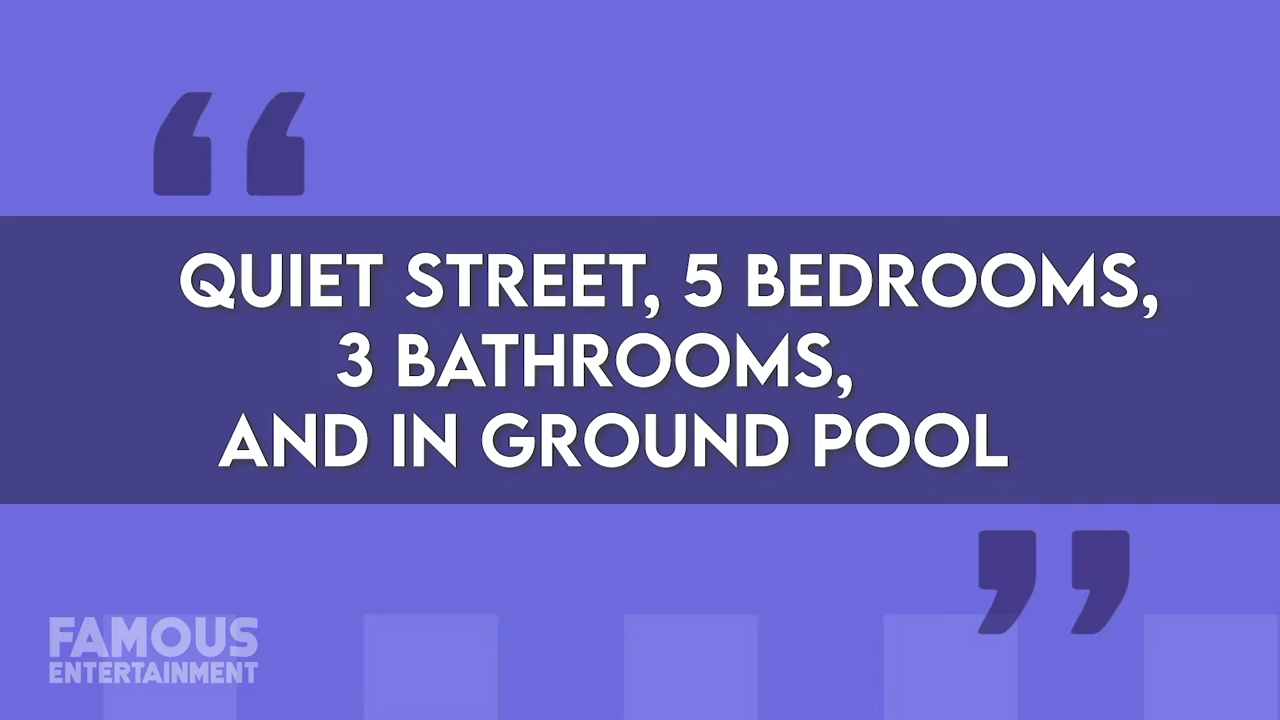 “
QUIET STREET, 5 BEDROOMS,
3 BATHROOMS,
AND IN GROUND POOL
”
FAMOUS
ENTERTAINMENT